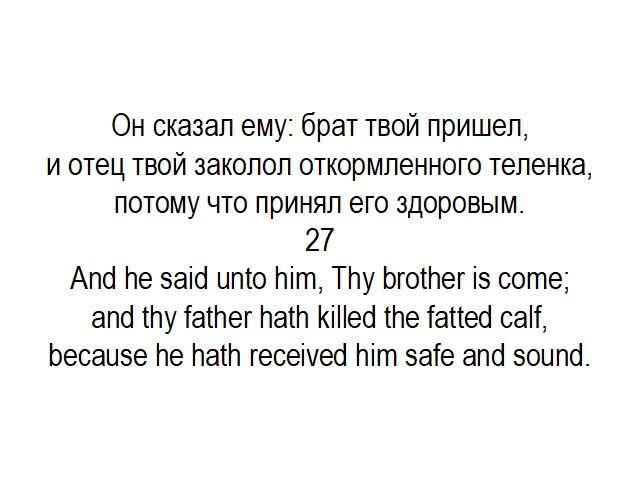 Он сказал ему: брат твой пришел,
и отец твой заколол откормленного теленка,
потому что принял его здоровым.
27
And he said unto him, Thy brother is come;
and thy father hath killed the fatted calf,
because he hath received him safe and sound.